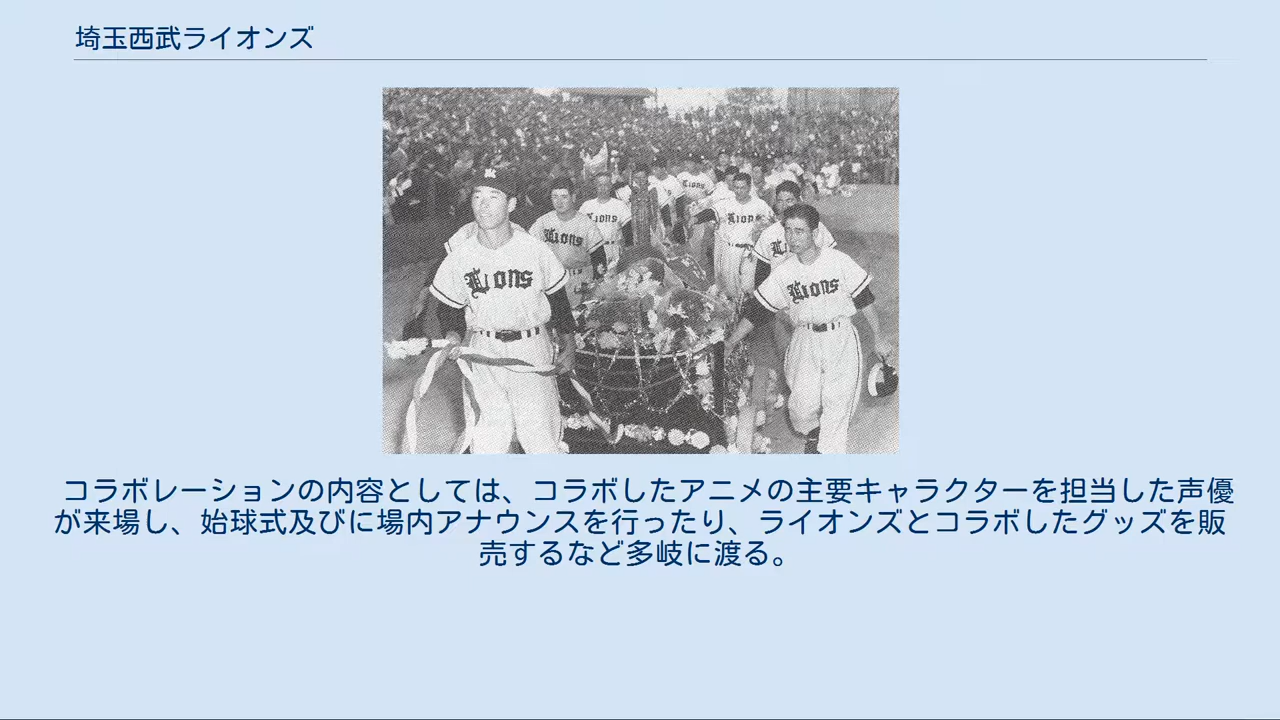 埼玉西武ライオンズ
Lions
Lions
Lions
Lions
Lions
Lions
コラボレーションの内容としては、コラボしたアニメの主要キャラクターを担当した声優
が来場し、始球式及びに場内アナウンスを行ったり、ライオンズとコラボしたグッズを販
売するなど多岐に渡る。